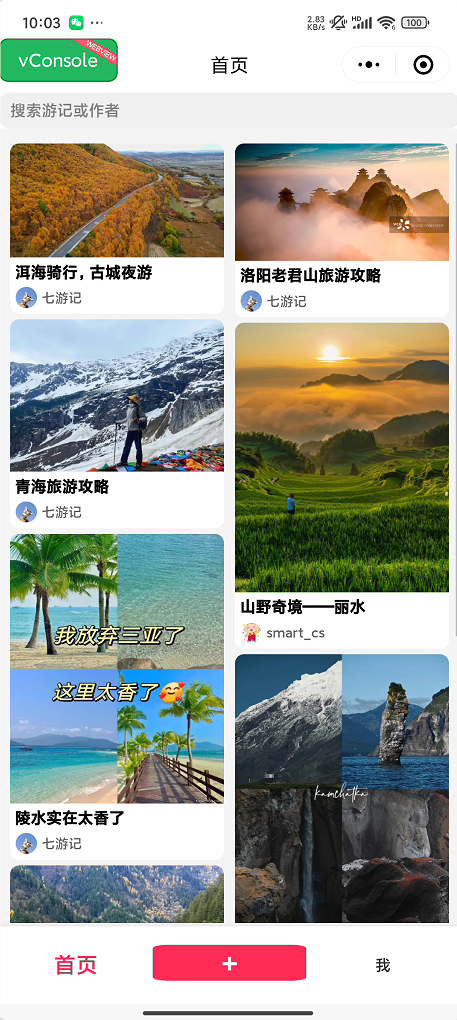 10:03
2.83 KB/s
HD
6
100
vConsole
WEBVIEW
首页
搜索游记或作者
洱海骑行，古城夜游
七游记
洛阳老君山旅游攻略
七游记
青海旅游攻略
七游记
山野奇境——丽水
smart_cs
我放弃三亚了
这里太香了
陵水实在太香了
七游记
kamchatka
首页
+
我